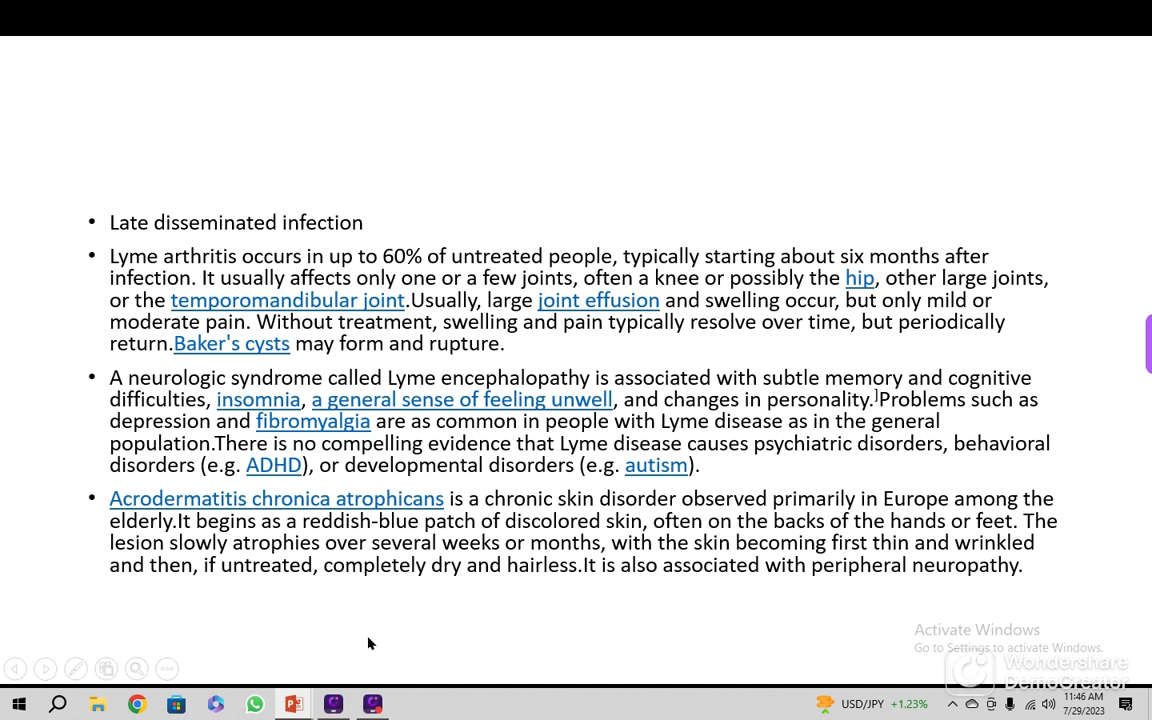 • Late disseminated infection
• Lyme arthritis occurs in up to 60% of untreated people, typically starting about six months after
infection. It usually affects only one or a few joints, often a knee or possibly the hip, other large joints,
or the temporomandibular joint.Usually, large joint effusion and swelling occur, but only mild or
moderate pain. Without treatment, swelling and pain typically resolve over time, but periodically
return.Baker's cysts may form and rupture.
• A neurologic syndrome called Lyme encephalopathy is associated with subtle memory and cognitive
difficulties, insomnia, a general sense of feeling unwell, and changes in personality.]Problems such as
depression and fibromyalgia are as common in people with Lyme disease as in the general
population.There is no compelling evidence that Lyme disease causes psychiatric disorders, behavioral
disorders (e.g. ADHD), or developmental disorders (e.g. autism).
• Acrodermatitis chronica atrophicans is a chronic skin disorder observed primarily in Europe among the
elderly.It begins as a reddish-blue patch of discolored skin, often on the backs of the hands or feet. The
lesion slowly atrophies over several weeks or months, with the skin becoming first thin and wrinkled
and then, if untreated, completely dry and hairless.It is also associated with peripheral neuropathy.
Activate Windows
Go to Settings to activate Windows.
Wondershare
DemoCreator
USD/JPY +1.23%
11:46 AM
7/29/2023